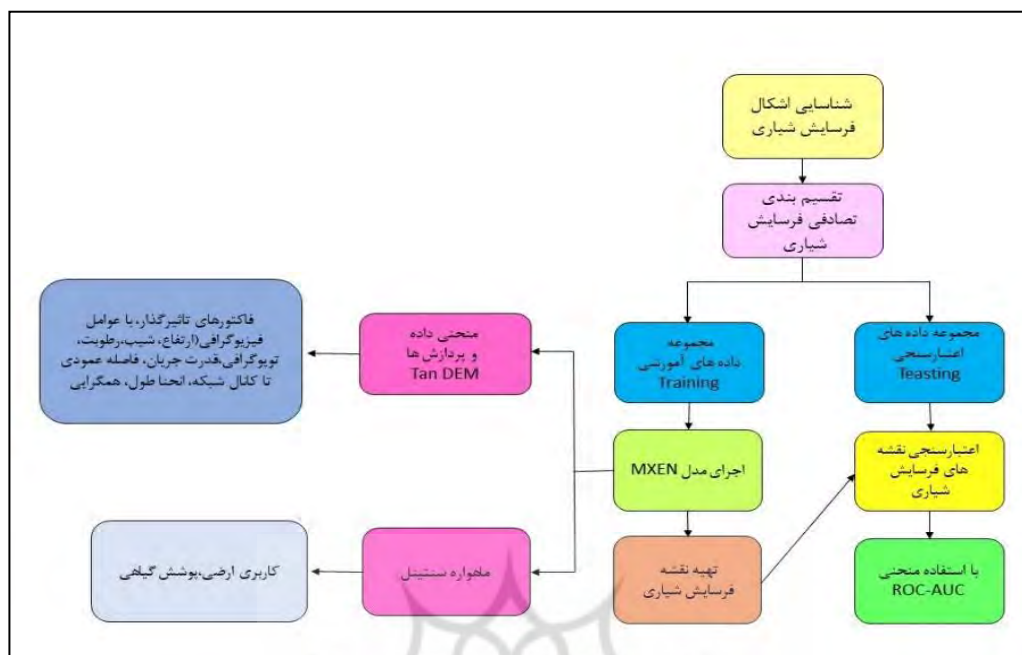 شناسایی اشکال
فرسایش شیاری
تقسیم بندی
تصادفی فرسایش
شیاری
مجموعه داده های
اعتبارسنجی
Teasting
مجموعه
داده های آموزشی
Training
منحنی داده
و پردازش ها
Tan DEM
فاکتورهای تاثیرگذار، با عوامل
فیزیوگرافی(ارتفاع، شیب،رطوبت،
توپوگرافی،قدرت جریان، فاصله عمودی
تا کانال شبکه، انحنا طول، همگرایی
اعتبارسنجی نقشه
های فرسایش
شیاری
اجرای مدل MXEN
با استفاده منحنی
ROC-AUC
تهیه نقشه
فرسایش شیاری
ماهواره سنتینل
کاربری ارضی،پوشش گیاهی